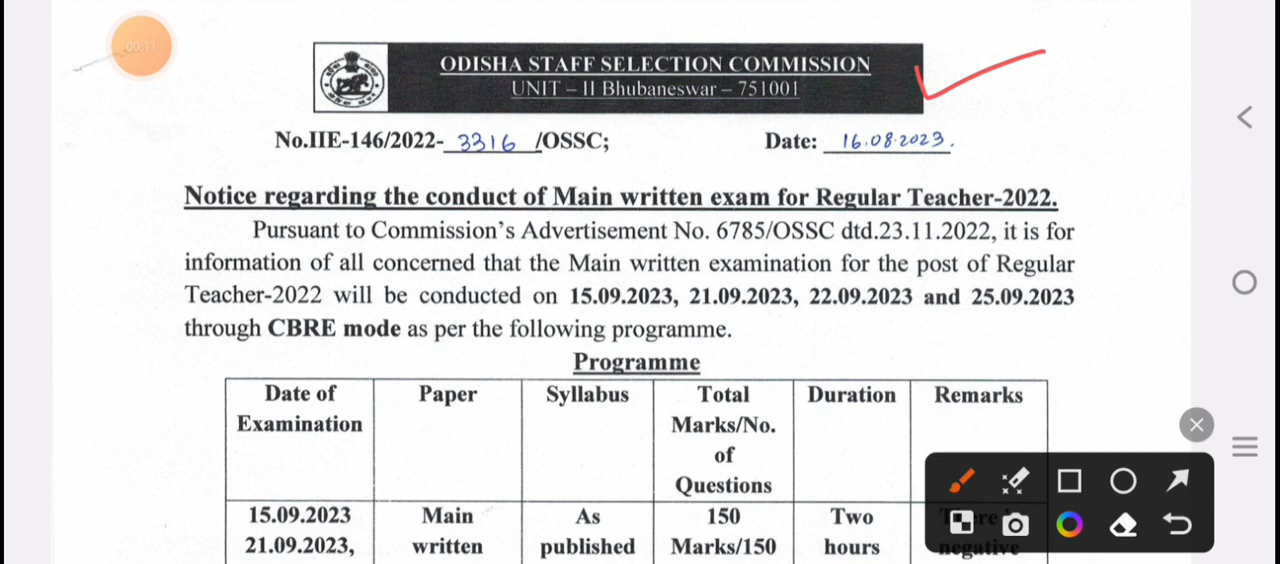 00:11
ODISHA STAFF SELECTION COMMISSION
UNIT – II Bhubaneswar – 751001
No.IIE-146/2022- 3316 /OSSC;
Date: 16.08.2023.
Notice regarding the conduct of Main written exam for Regular Teacher-2022.
Pursuant to Commission's Advertisement No. 6785/OSSC dtd.23.11.2022, it is for
information of all concerned that the Main written examination for the post of Regular
Teacher-2022 will be conducted on 15.09.2023, 21.09.2023, 22.09.2023 and 25.09.2023
through CBRE mode as per the following programme.
Programme
Date of Examination
Paper
Syllabus
Total Marks/No. of Questions
Duration
Remarks
15.09.2023
21.09.2023,
Main
written
As
published
150
Marks/150
Two
hours
negative